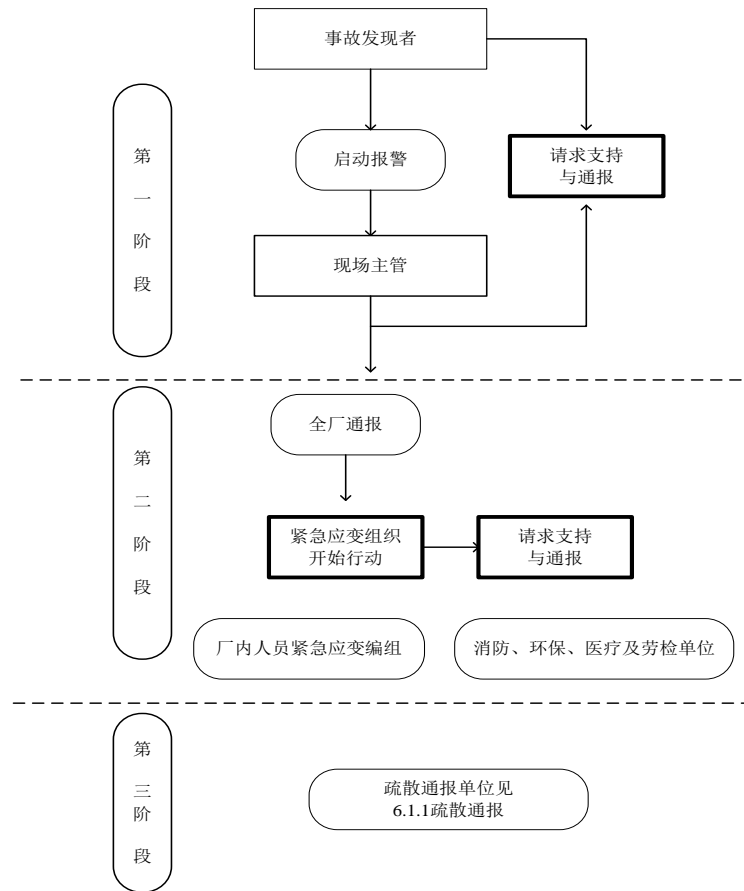 事故发现者
第
一
阶
段
启动报警
请求支持
与通报
现场主管
第
二
阶
段
全厂通报
紧急应变组织
开始行动
请求支持
与通报
厂内人员紧急应变编组
消防、环保、医疗及劳检单位
第
三
阶
段
疏散通报单位见
6.1.1疏散通报